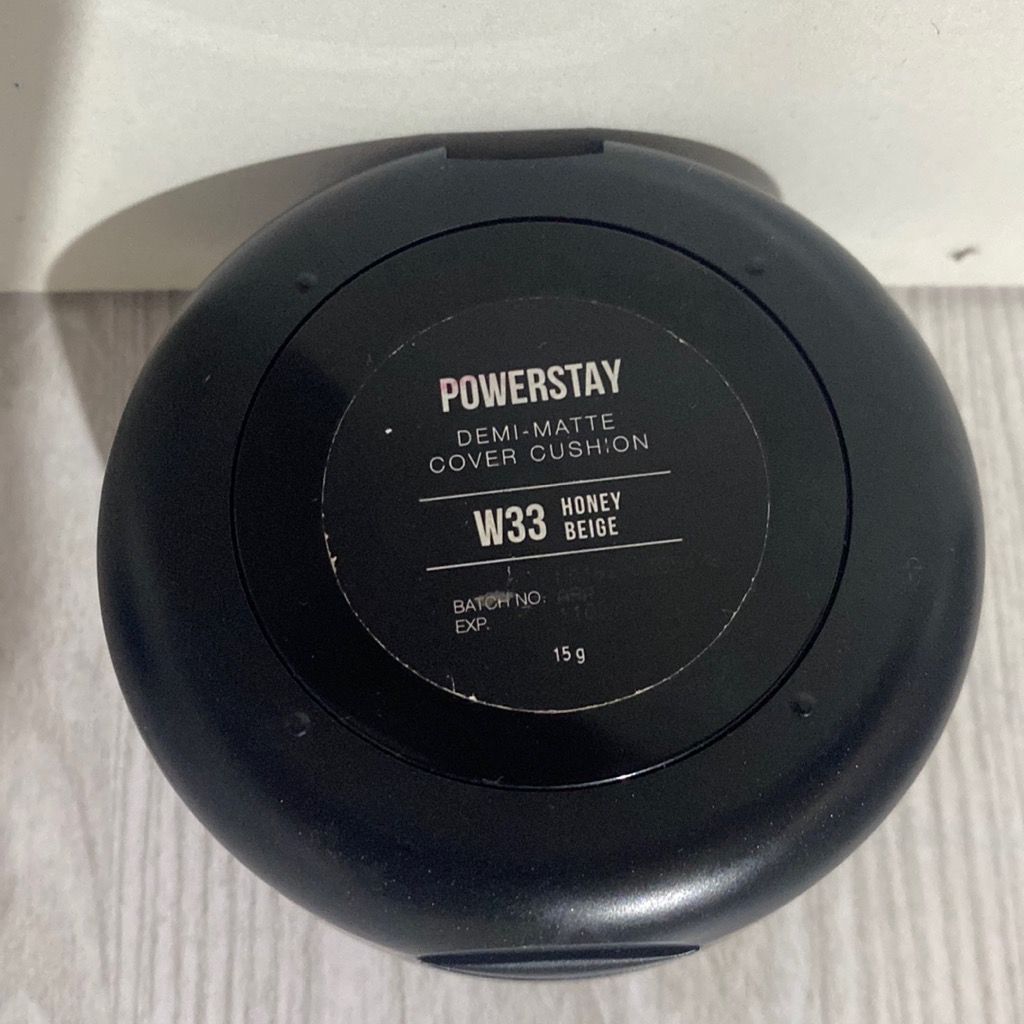 POWERSTAY
DEMI-MATTE
COVER CUSHION
W33 HONEY
BEIGE
BATCH NO:
EXP.
15 g